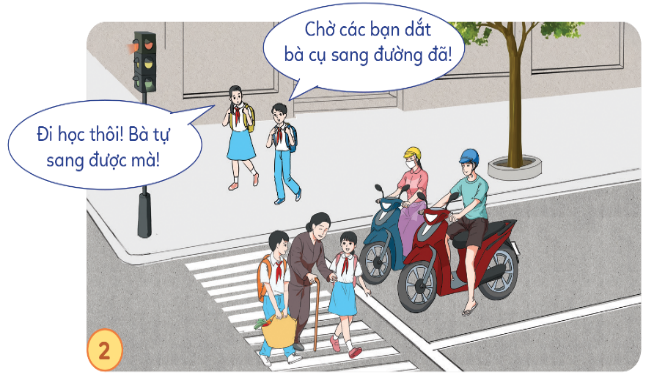 Chờ các bạn dắt
bà cụ sang đường đã!
Đi học thôi! Bà tự
sang được mà!
2